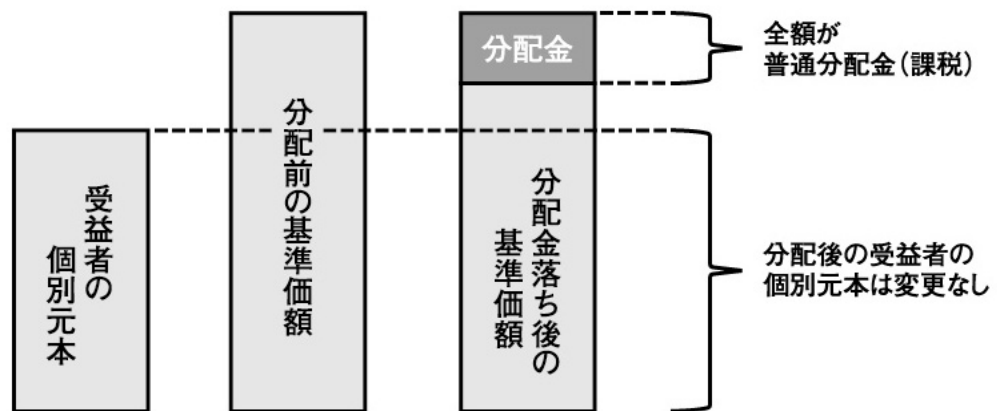 受益者の
個別元本
分配前の基準価額
分配金
分配金落ち後の
基準価額
全額が
普通分配金(課税)
分配後の受益者の
個別元本は変更なし